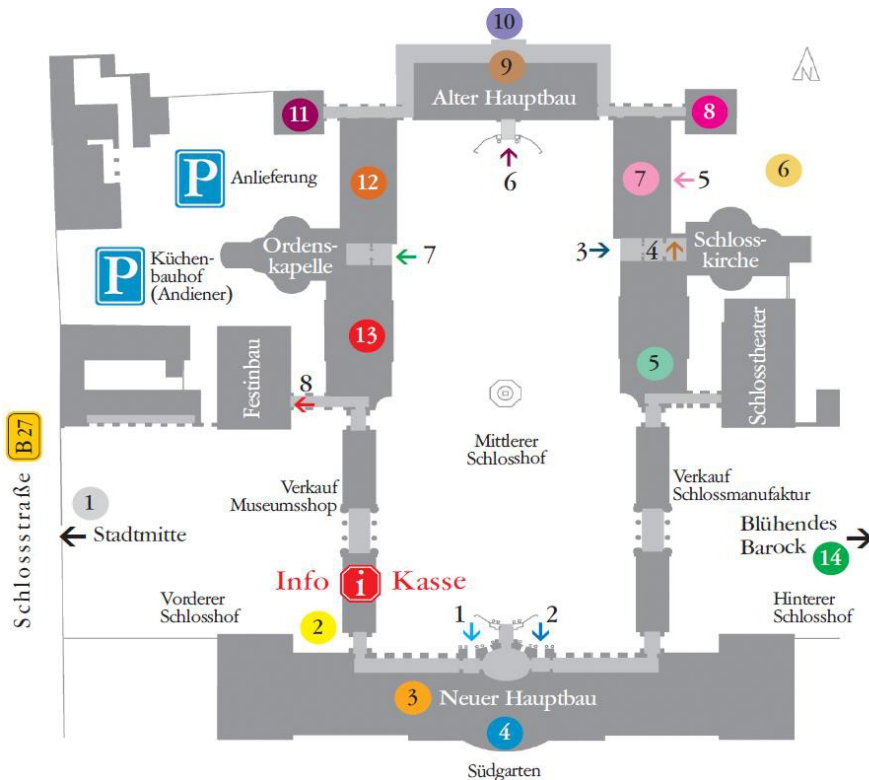 10
9
Alter Hauptbau
N
11
8
6
P
Anlieferung
12
7
5
6
Ordens-
kapelle
7
3
4
Schloss-
kirche
P
Küchen-
bauhof
(Andiener)
13
5
Festinbau
8
Schlosstheater
Mittlerer
Schlosshof
B 27
Schlossstraße
1
Stadtmitte
Verkauf
Museumsshop
Verkauf
Schlossmanufaktur
Blühendes
Barock
14
Info i Kasse
Vorderer
Schlosshof
Hinterer
Schlosshof
2
1
2
3
Neuer Hauptbau
4
Südgarten